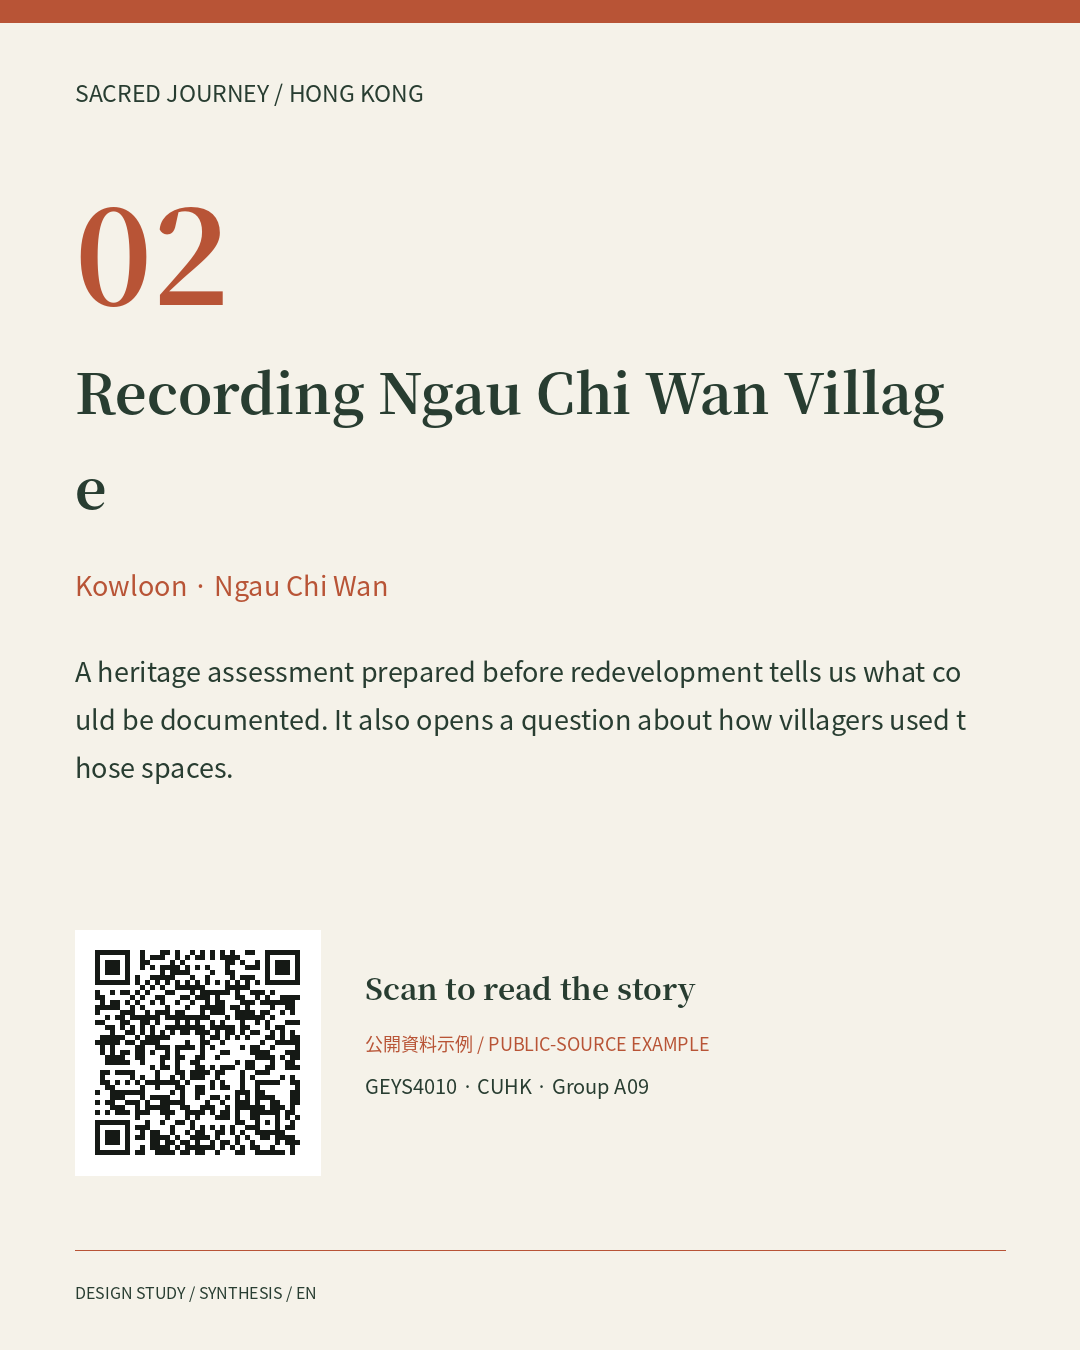 SACRED JOURNEY / HONG KONG
02
Recording Ngau Chi Wan Villag
e
Kowloon · Ngau Chi Wan
A heritage assessment prepared before redevelopment tells us what co
uld be documented. It also opens a question about how villagers used t
hose spaces.
Scan to read the story
公開資料示例 / PUBLIC-SOURCE EXAMPLE
GEYS4010 · CUHK · Group A09
DESIGN STUDY / SYNTHESIS / EN